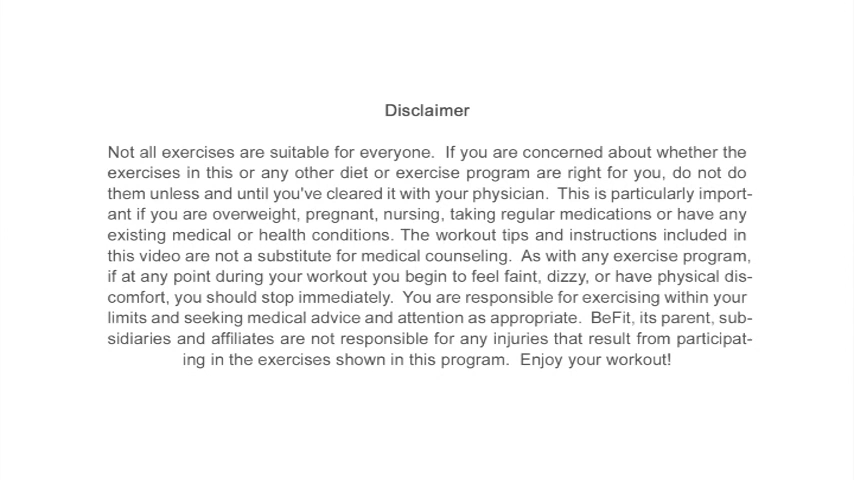 Disclaimer
Not all exercises are suitable for everyone.  If you are concerned about whether the
exercises in this or any other diet or exercise program are right for you, do not do
them unless and until you've cleared it with your physician.  This is particularly import-
ant if you are overweight, pregnant, nursing, taking regular medications or have any
existing medical or health conditions. The workout tips and instructions included in
this video are not a substitute for medical counseling.  As with any exercise program,
if at any point during your workout you begin to feel faint, dizzy, or have physical dis-
comfort, you should stop immediately.  You are responsible for exercising within your
limits and seeking medical advice and attention as appropriate.  BeFit, its parent, sub-
sidiaries and affiliates are not responsible for any injuries that result from participat-
ing in the exercises shown in this program.  Enjoy your workout!